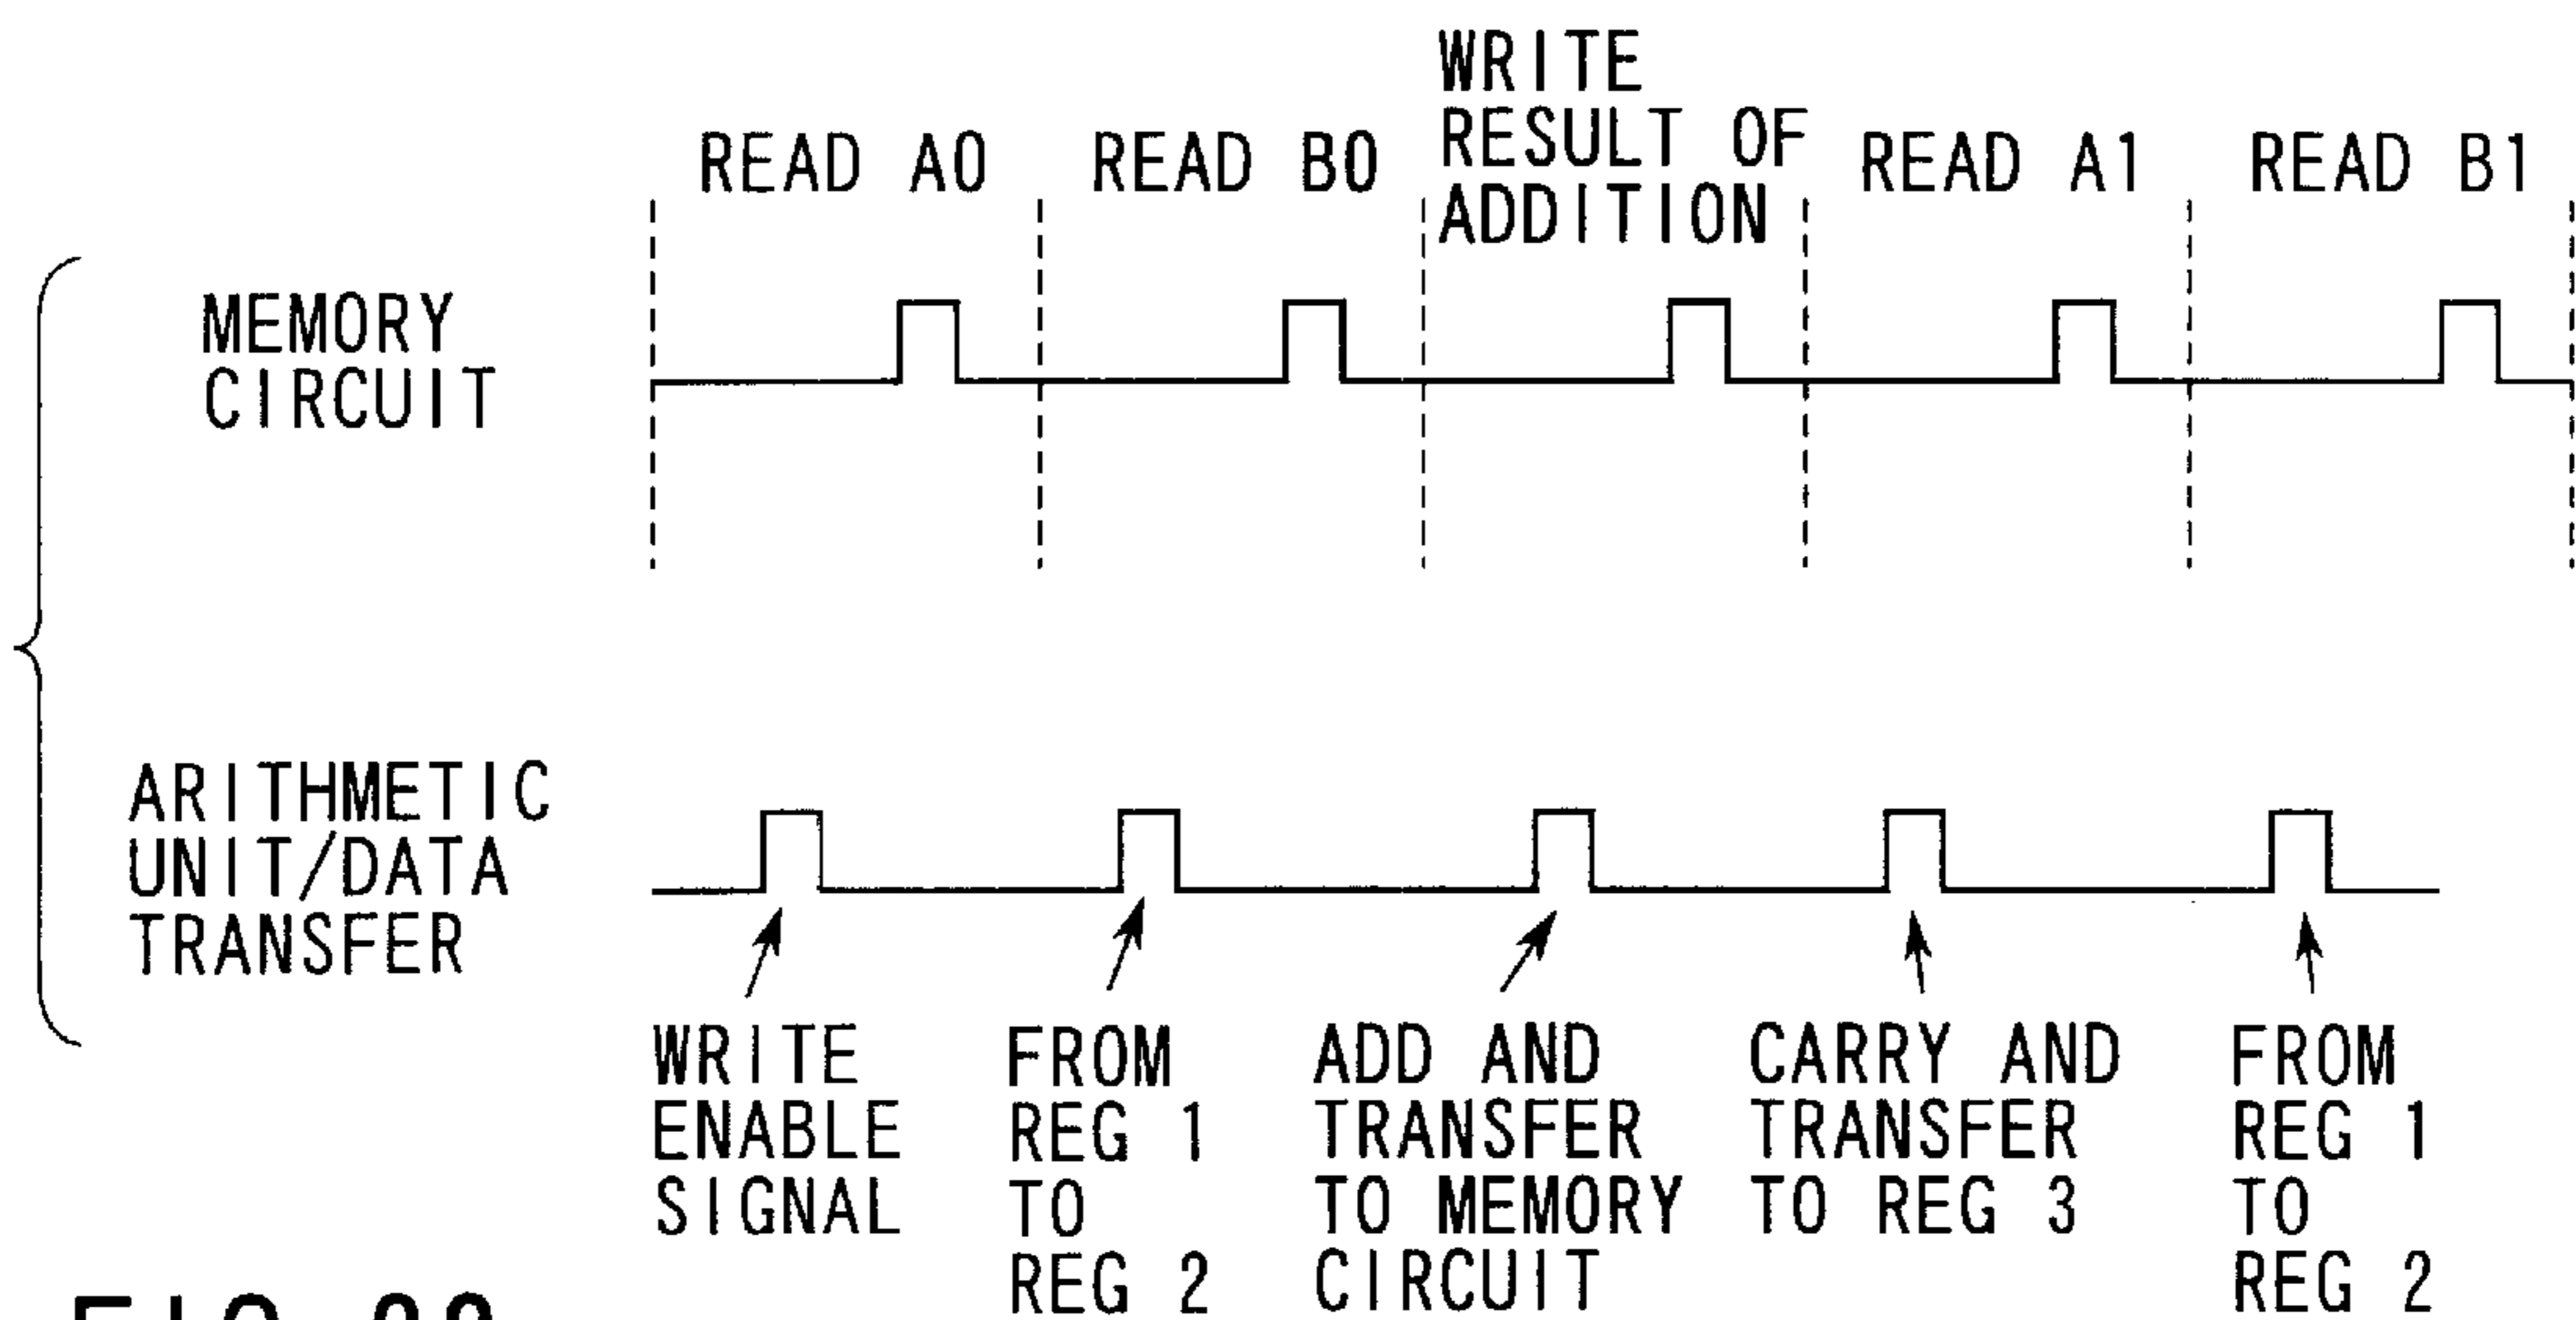 WRITE
RESULT OF
ADDITION
READ A0
READ B0
READ A1
READ B1
MEMORY
CIRCUIT
ARITHMETIC
UNIT/DATA
TRANSFER
WRITE
ENABLE
SIGNAL
FROM
REG 1
TO
REG 2
ADD AND
TRANSFER
TO MEMORY
CIRCUIT
CARRY AND
TRANSFER
TO REG 3
FROM
REG 1
TO
REG 2